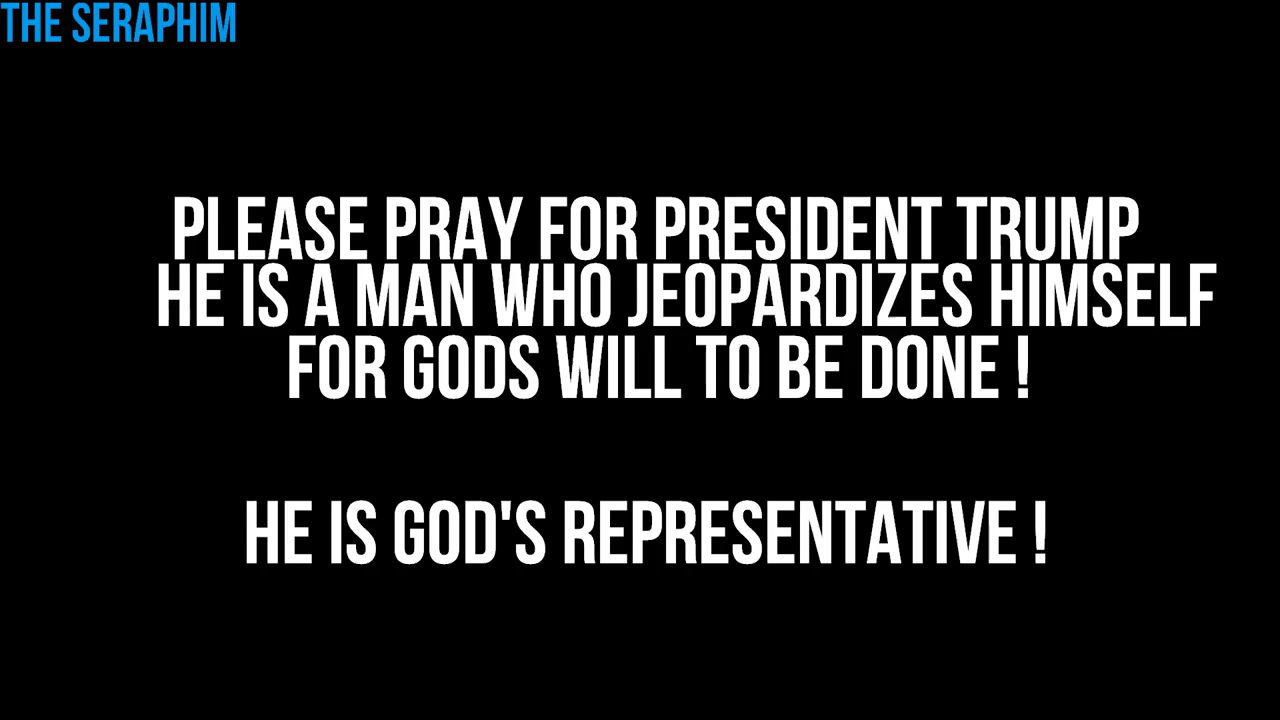 THE SERAPHIM
PLEASE PRAY FOR PRESIDENT TRUMP
HE IS A MAN WHO JEOPARDIZES HIMSELF
FOR GODS WILL TO BE DONE !
HE IS GOD'S REPRESENTATIVE !